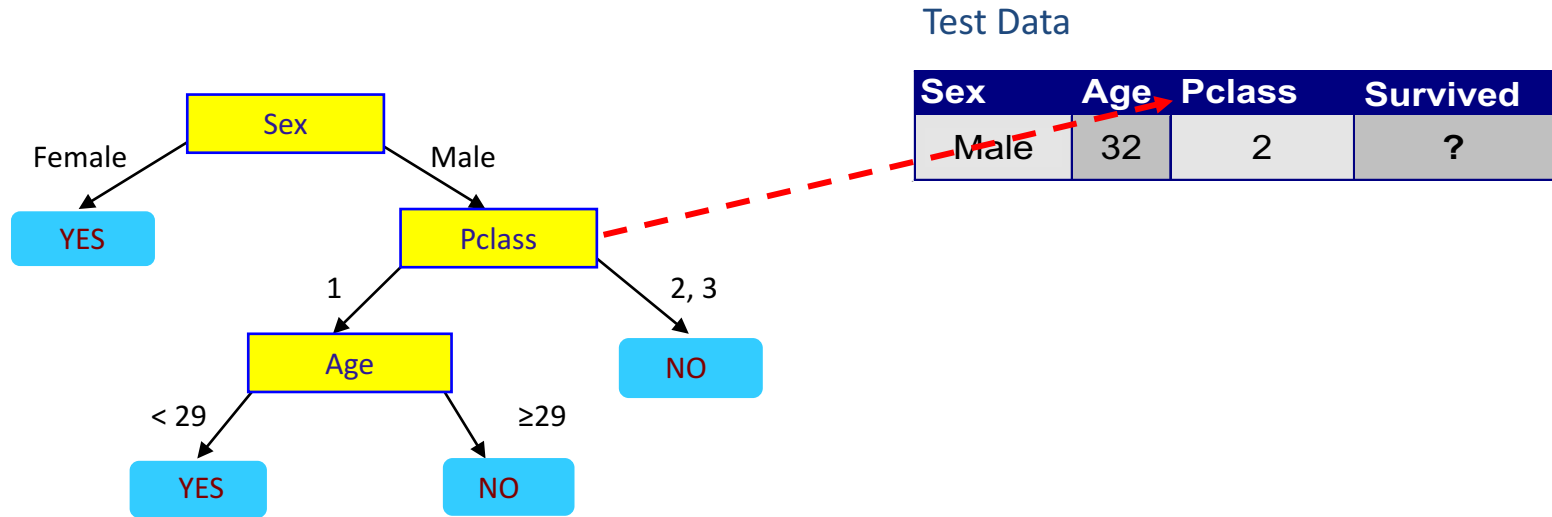 Test Data
Sex Age Pclass Survived
Male 32 2 ?
Sex
Female Male
YES Pclass
1 2, 3
Age NO
< 29 ≥29
YES NO